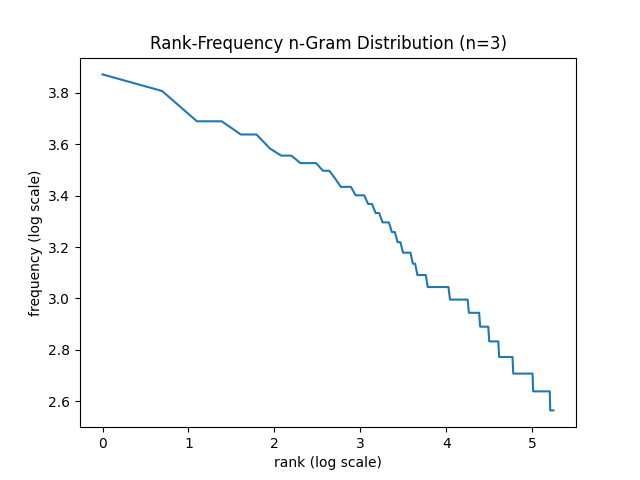 Rank-Frequency n-Gram Distribution (n=3)
frequency (log scale)
3.8
3.6
3.4
3.2
3.0
2.8
2.6
0 1 2 3 4 5
rank (log scale)